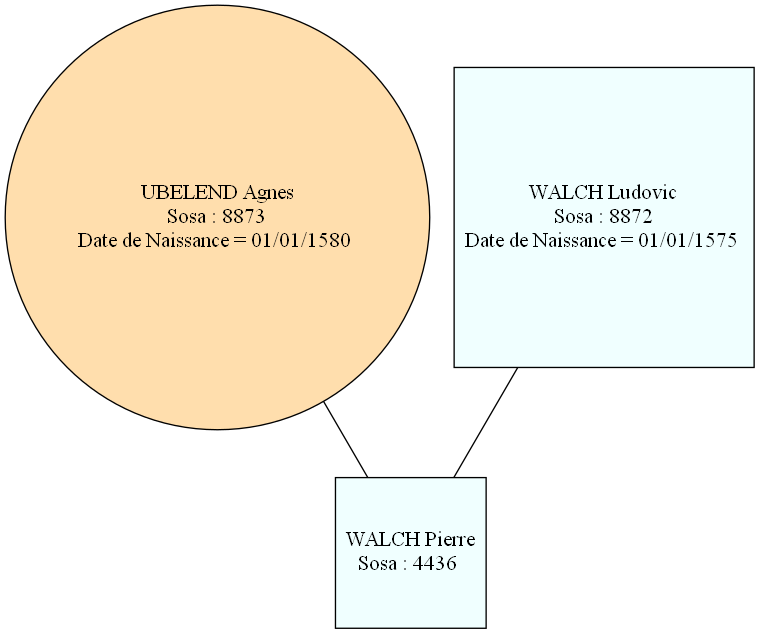 UBELEND Agnes
Sosa : 8873
Date de Naissance = 01/01/1580
WALCH Ludovic
Sosa : 8872
Date de Naissance = 01/01/1575
WALCH Pierre
Sosa : 4436